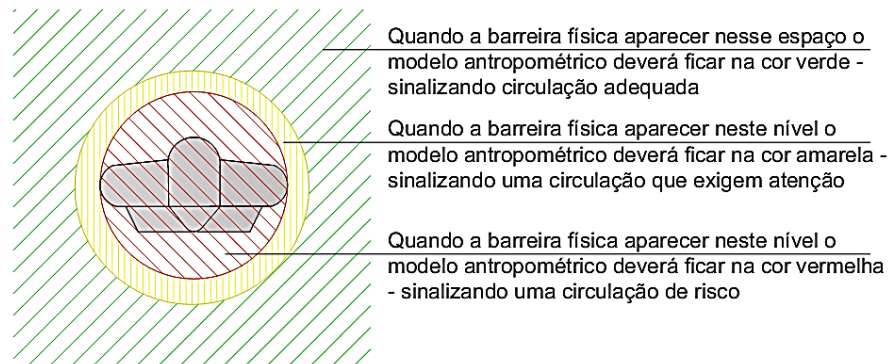 Quando a barreira física aparecer nesse espaço o
modelo antropométrico deverá ficar na cor verde -
sinalizando circulação adequada
Quando a barreira física aparecer neste nível o
modelo antropométrico deverá ficar na cor amarela -
sinalizando uma circulação que exigem atenção
Quando a barreira física aparecer neste nível o
modelo antropométrico deverá ficar na cor vermelha
- sinalizando uma circulação de risco